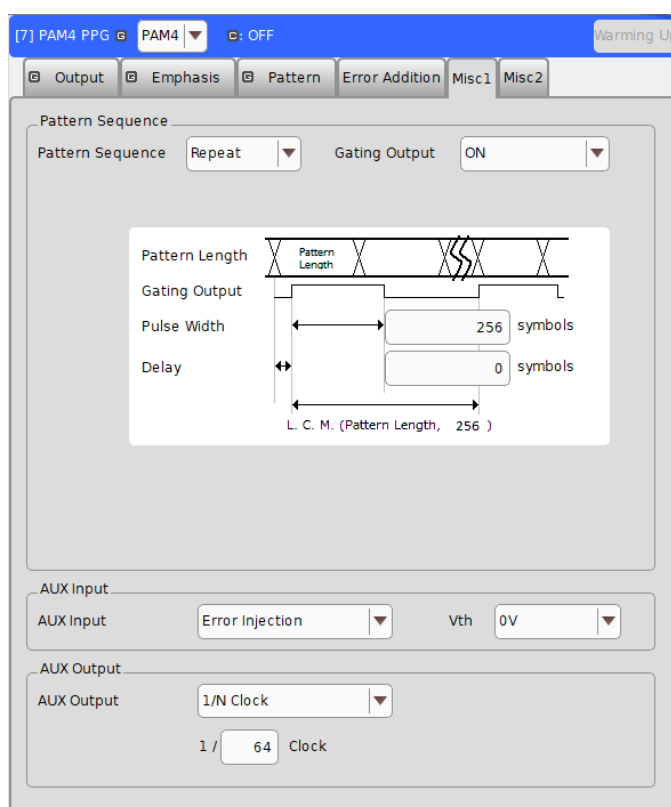 [7] PAM4 PPG G PAM4 C: OFF Warming U
G Output G Emphasis G Pattern Error Addition Misc1 Misc2
Pattern Sequence
Pattern Sequence Repeat Gating Output ON
Pattern Length Pattern Length
Gating Output
Pulse Width 256 symbols
Delay 0 symbols
L. C. M. (Pattern Length, 256 )
AUX Input
AUX Input Error Injection Vth 0V
AUX Output
AUX Output 1/N Clock
1 / 64 Clock